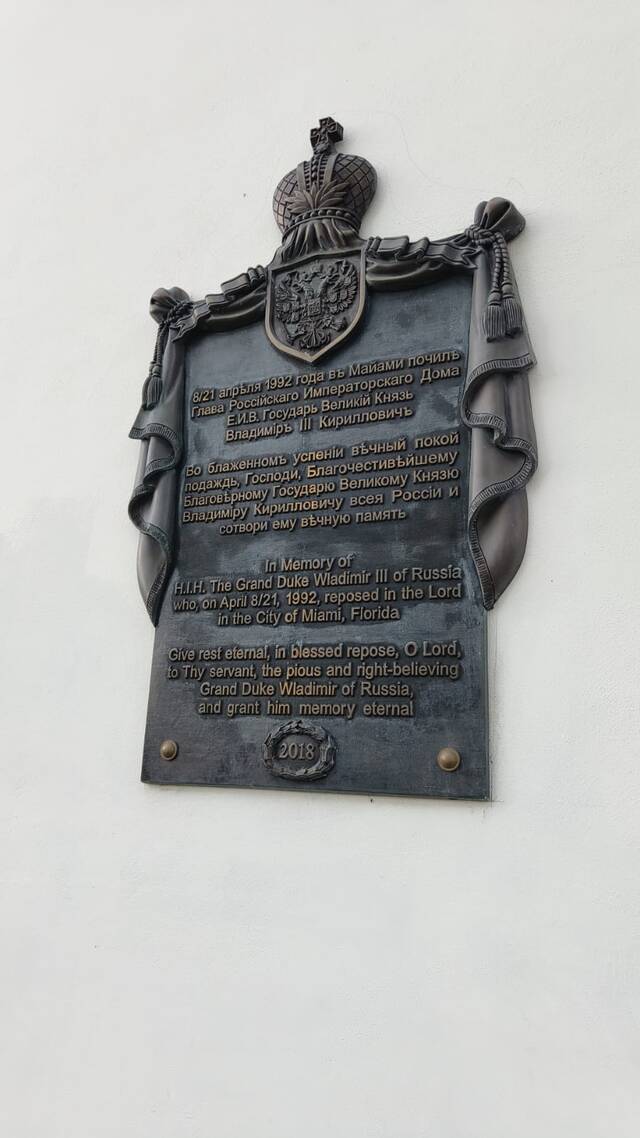 8/21 апрѣля 1992 года въ Майами почилъ
Глава Россійскаго Императорскаго Дома
Е.И.В. Государь Великій Князь
Владиміръ III Кирилловичъ
Во блаженномъ успеніи вѣчный покой
подаждь, Господи, Благочестивѣйшему
Благовѣрному Государю Великому Князю
Владиміру Кирилловичу всея Россіи и
сотвори ему вѣчную память
In Memory of
H.I.H. The Grand Duke Wladimir III of Russia
who, on April 8/21, 1992, reposed in the Lord
in the City of Miami, Florida
Give rest eternal, in blessed repose, O Lord,
to Thy servant, the pious and right-believing
Grand Duke Wladimir of Russia,
and grant him memory eternal
2018